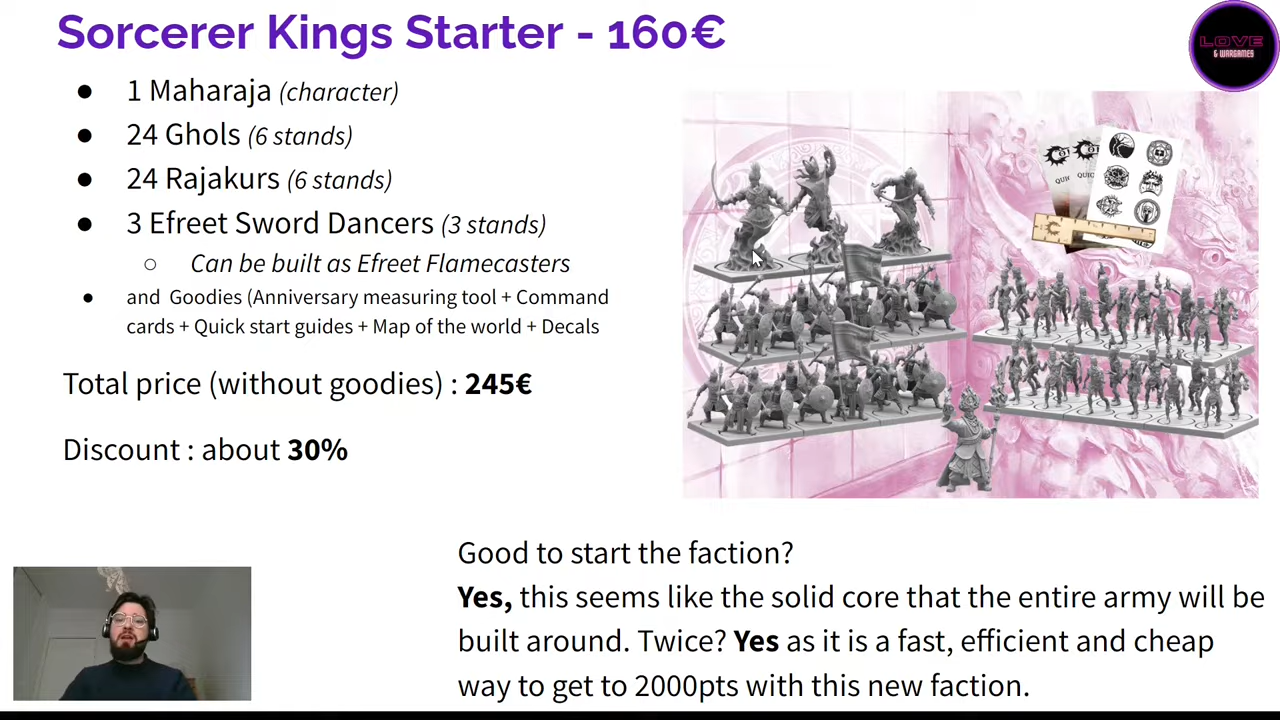 Sorcerer Kings Starter - 160€
LOVE
& WARGAMES
● 1 Maharaja (character)
● 24 Ghols (6 stands)
● 24 Rajakurs (6 stands)
● 3 Efreet Sword Dancers (3 stands)
○ Can be built as Efreet Flamecasters
● and Goodies (Anniversary measuring tool + Command
cards + Quick start guides + Map of the world + Decals
Total price (without goodies) : 245€
Discount : about 30%
Good to start the faction?
Yes, this seems like the solid core that the entire army will be
built around. Twice? Yes as it is a fast, efficient and cheap
way to get to 2000pts with this new faction.